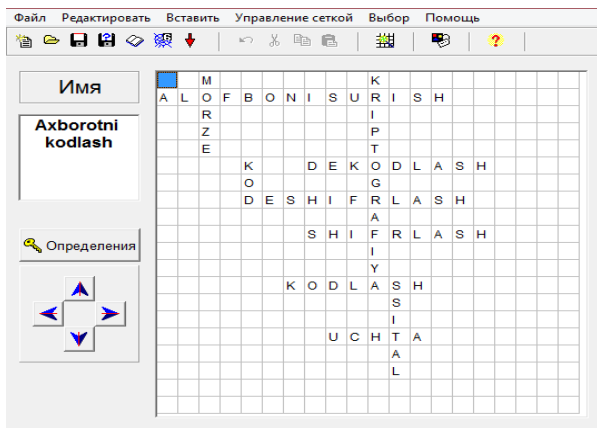 Файл Редактировать Вставить Управление сеткой Выбор Помощь
?
Имя
Axborotni
kodlash
Определения
M K
A L O F B O N I S U R I S H
R I
Z P
E T
K D E K O D L A S H
O G
D E S H I F R L A S H
A
S H I F R L A S H
I
Y
K O D L A S H
S
I
U C H T A
A
L